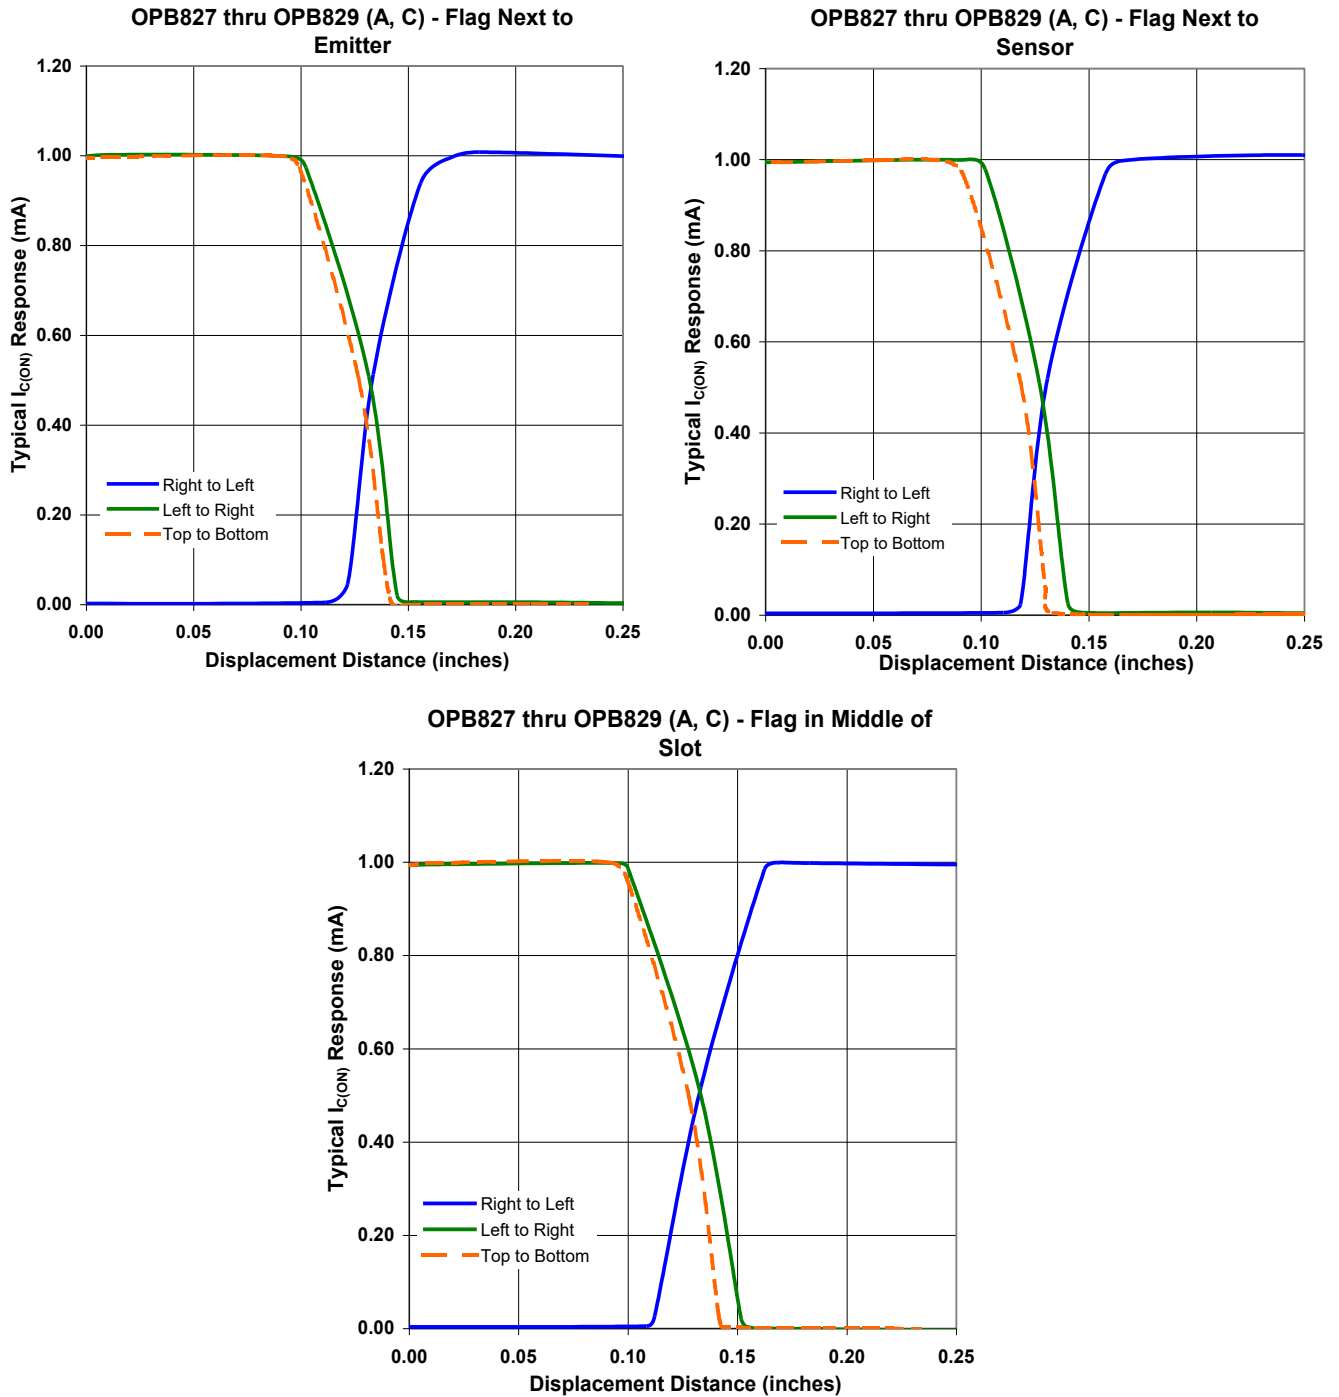 OPB827 thru OPB829 (A, C) - Flag Next to
Emitter
1.20
1.00
0.80
0.60
0.40
0.20
0.00
Typical IC(ON) Response (mA)
Right to Left
Left to Right
Top to Bottom
0.00 0.05 0.10 0.15 0.20 0.25
Displacement Distance (inches)
OPB827 thru OPB829 (A, C) - Flag Next to
Sensor
1.20
1.00
0.80
0.60
0.40
0.20
0.00
Typical IC(ON) Response (mA)
Right to Left
Left to Right
Top to Bottom
0.00 0.05 0.10 0.15 0.20 0.25
Displacement Distance (inches)
OPB827 thru OPB829 (A, C) - Flag in Middle of
Slot
1.20
1.00
0.80
0.60
0.40
0.20
0.00
Typical IC(ON) Response (mA)
Right to Left
Left to Right
Top to Bottom
0.00 0.05 0.10 0.15 0.20 0.25
Displacement Distance (inches)